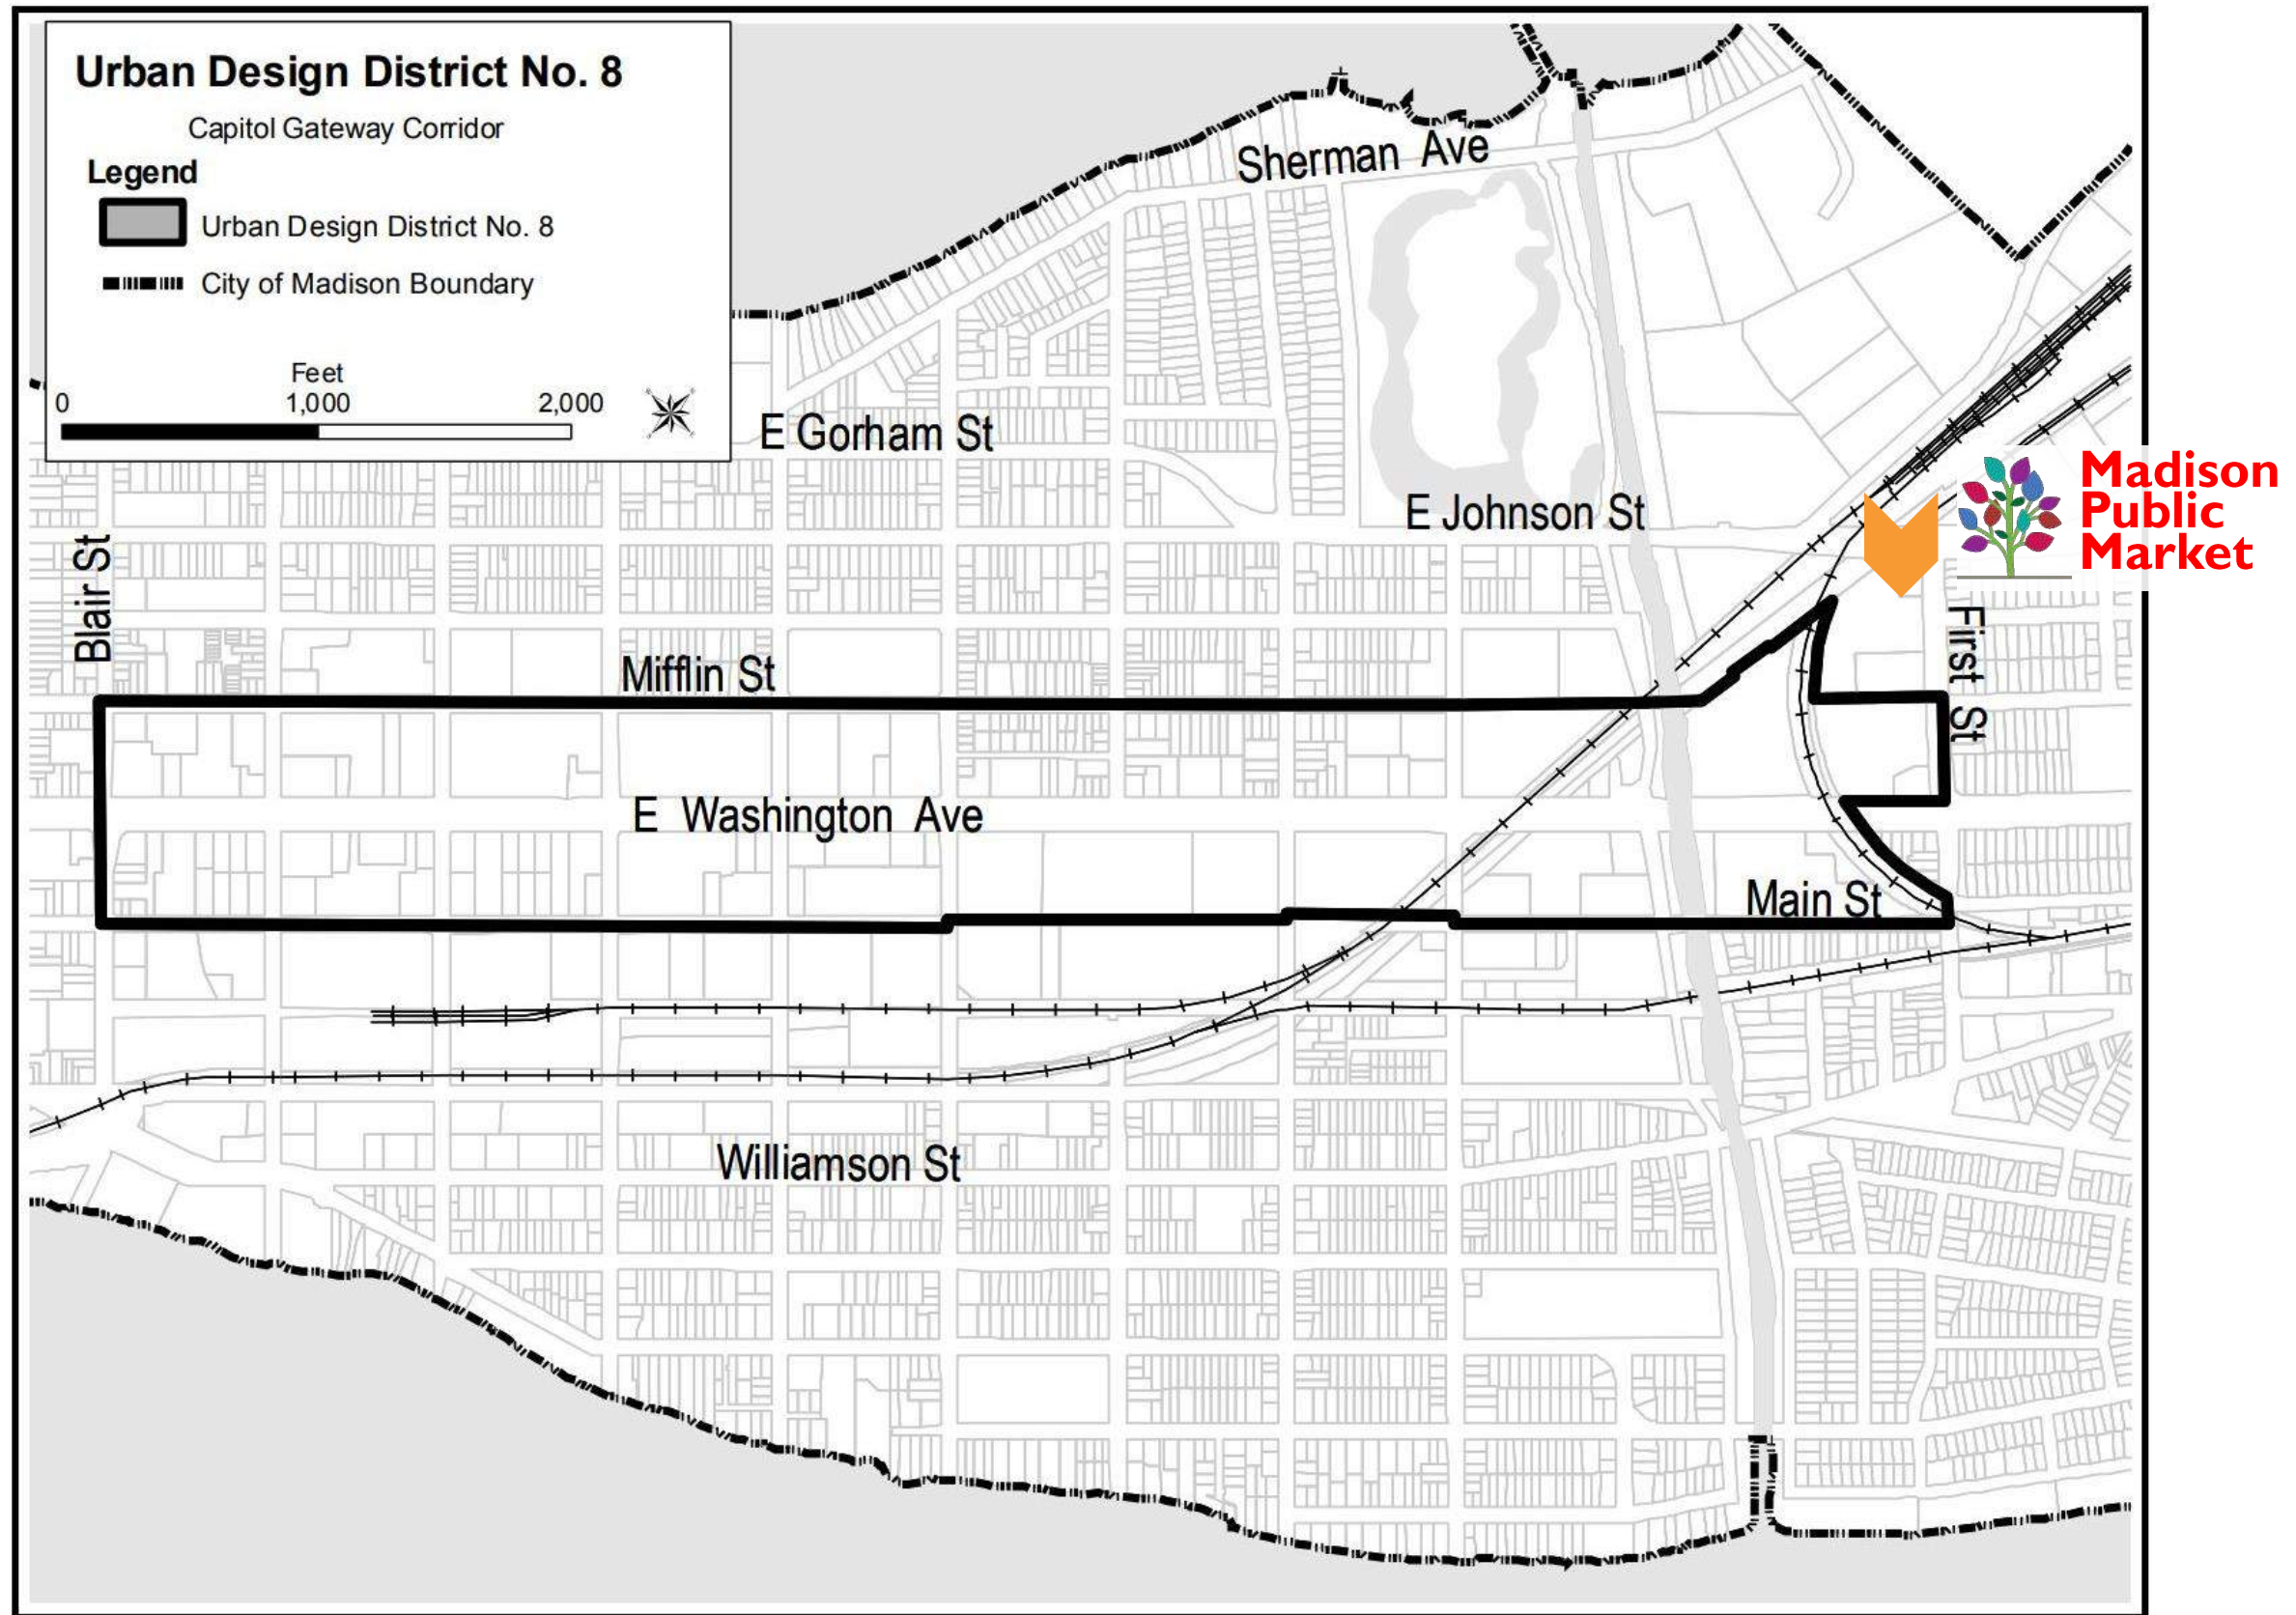 Urban Design District No. 8
Capitol Gateway Corridor
Legend
Urban Design District No. 8
City of Madison Boundary
Feet
0 1,000 2,000
Sherman Ave
E Gorham St
E Johnson St
Madison
Public
Market
Blair St
First St
Mifflin St
E Washington Ave
Main St
Williamson St